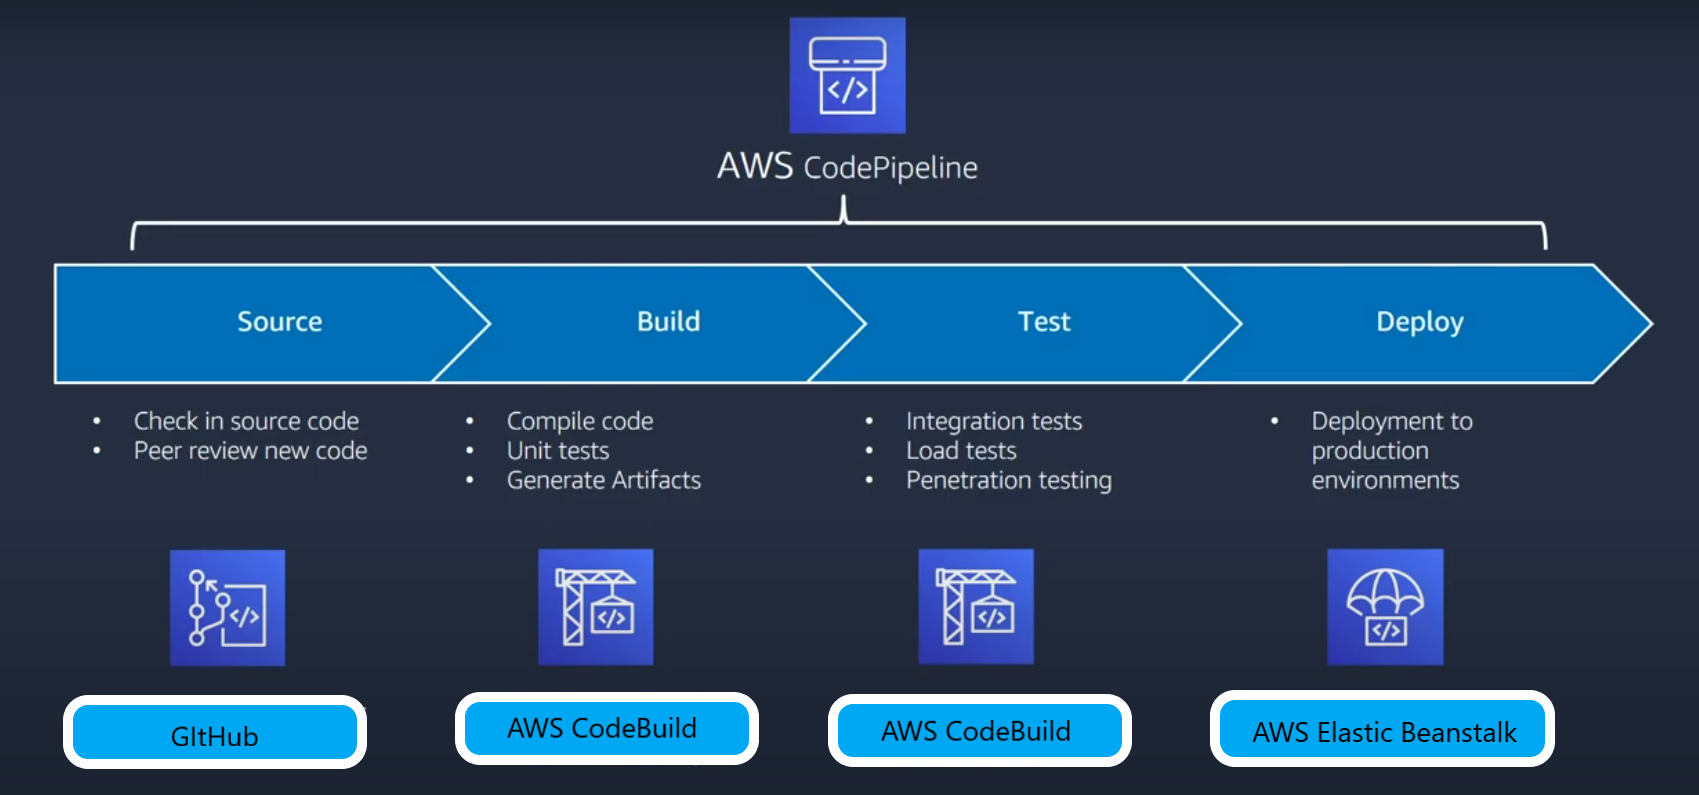 </>
AWS CodePipeline
Source
Build
Test
Deploy
• Check in source code
• Peer review new code
• Compile code
• Unit tests
• Generate Artifacts
• Integration tests
• Load tests
• Penetration testing
• Deployment to
production
environments
</>
</>
</>
</>
GItHub
AWS CodeBuild
AWS CodeBuild
AWS Elastic Beanstalk